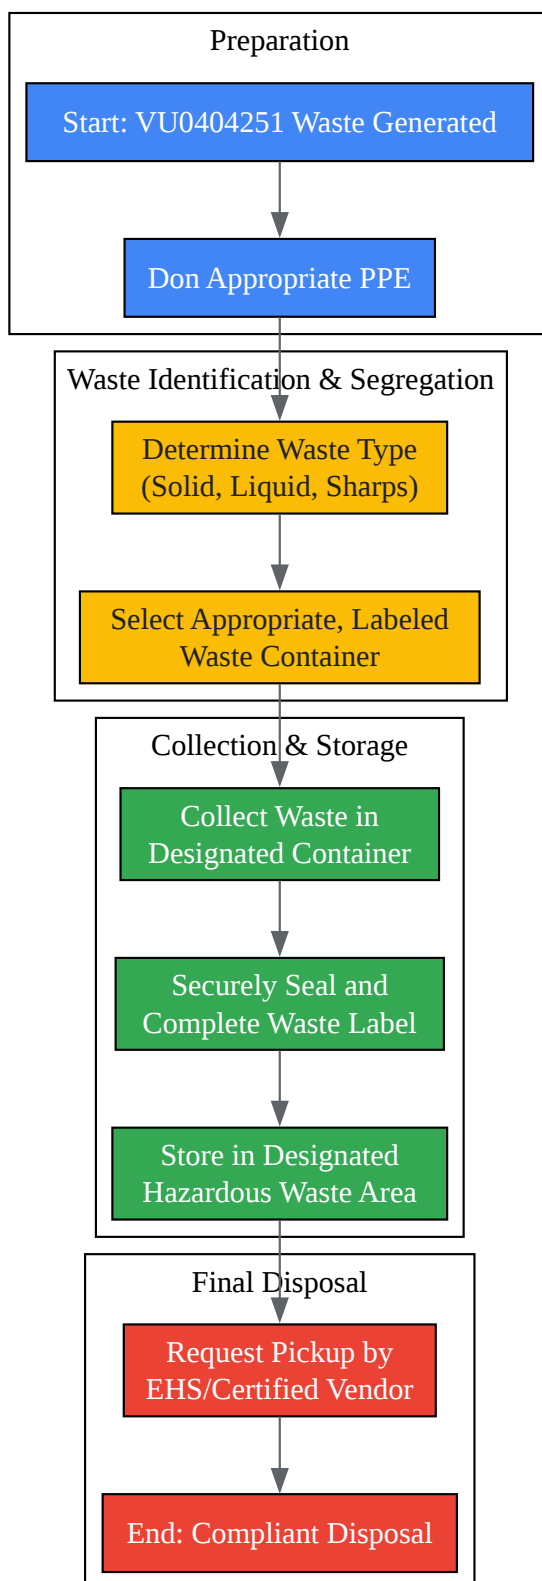 Preparation
Start: VU0404251 Waste Generated
Don Appropriate PPE
Waste Identification & Segregation
Determine Waste Type
(Solid, Liquid, Sharps)
Select Appropriate, Labeled
Waste Container
Collection & Storage
Collect Waste in
Designated Container
Securely Seal and
Complete Waste Label
Store in Designated
Hazardous Waste Area
Final Disposal
Request Pickup by
EHS/Certified Vendor
End: Compliant Disposal